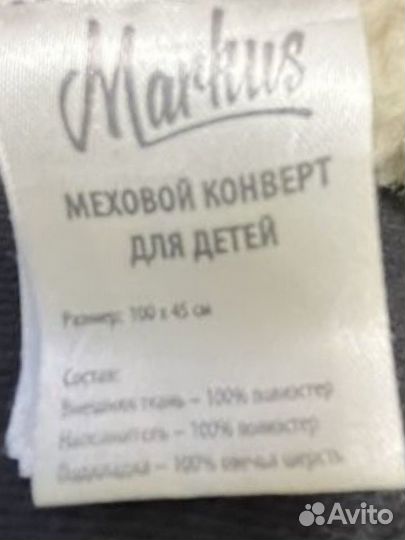 Markus
МЕХОВОЙ КОНВЕРТ
ДЛЯ ДЕТЕЙ
Размер: 100 x 45 см
Состав:
Внешняя ткань – 100% полиэстер
Наполнитель – 100% полиэстер
Подкладка – 100% овечья шерсть
Avito